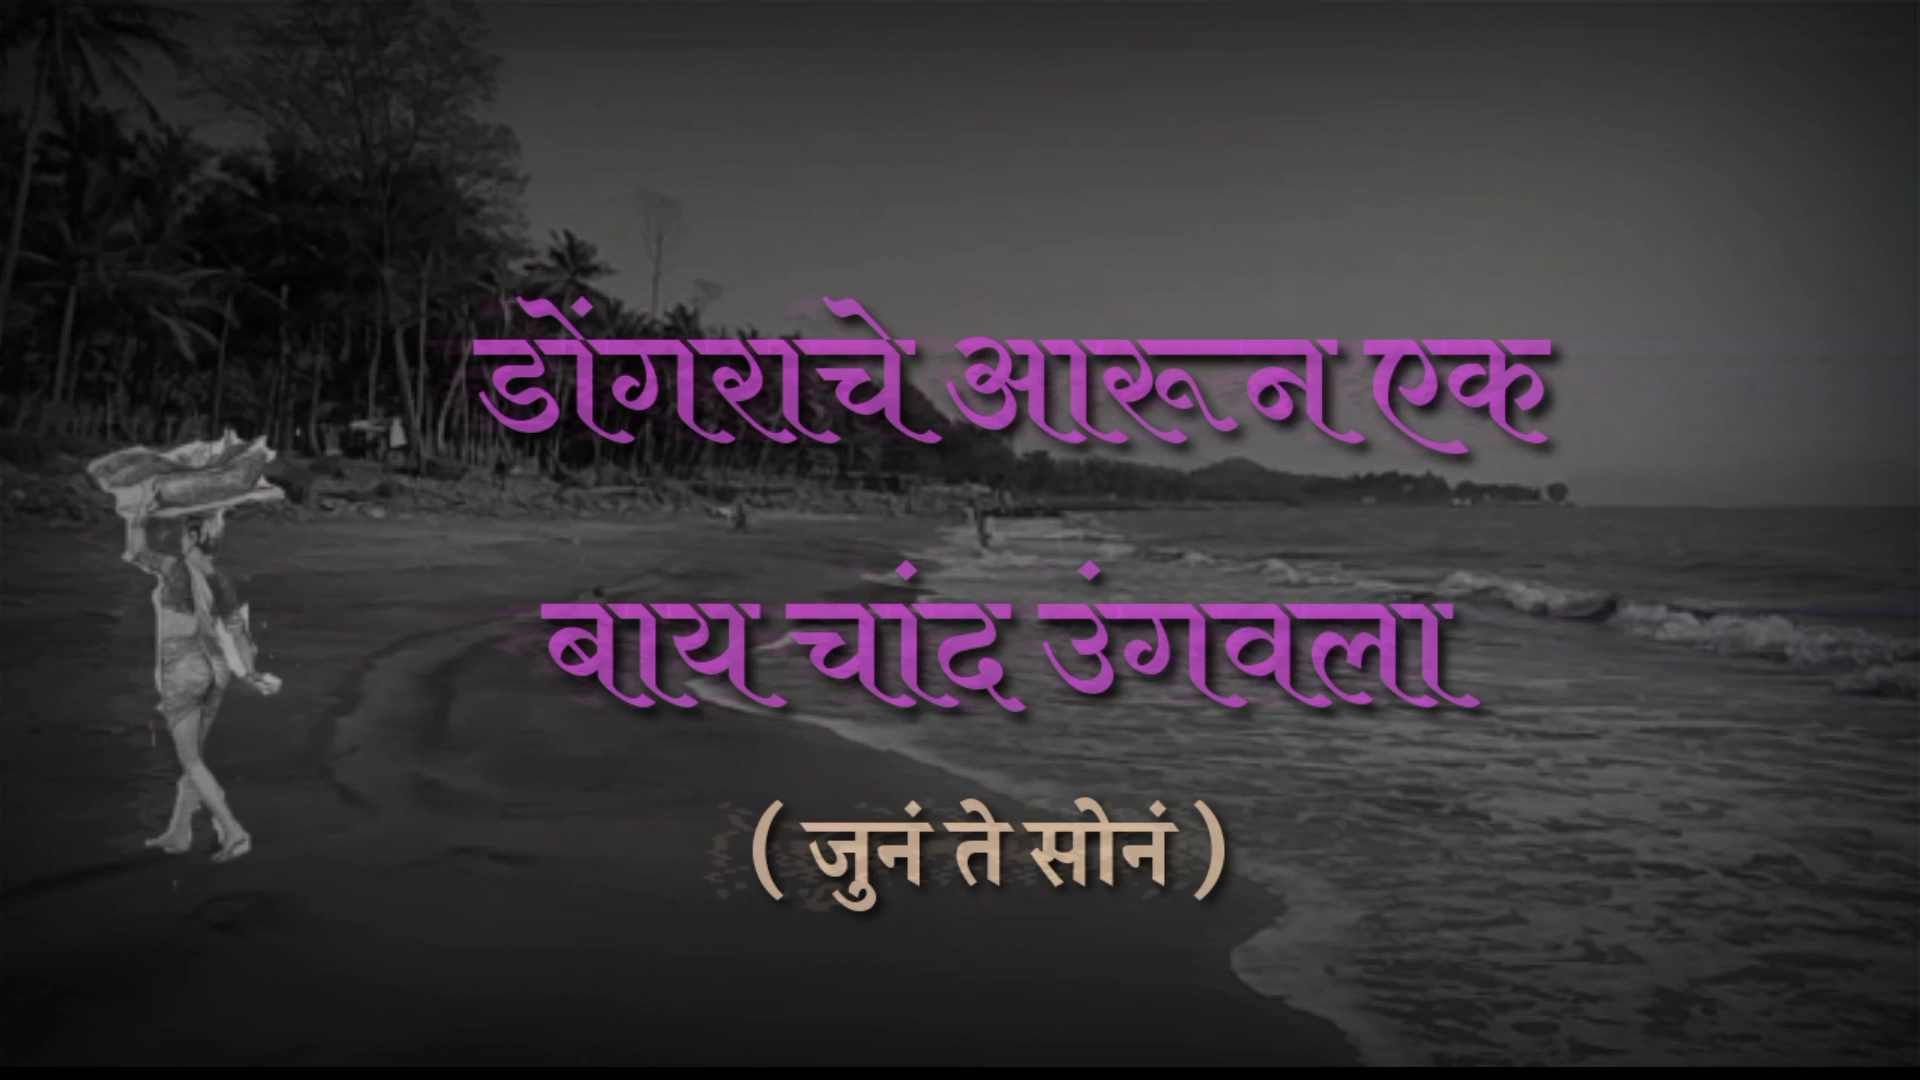 डोंगराचे आरून एक
बाय चांद उंगवला
( जुनं ते सोनं )